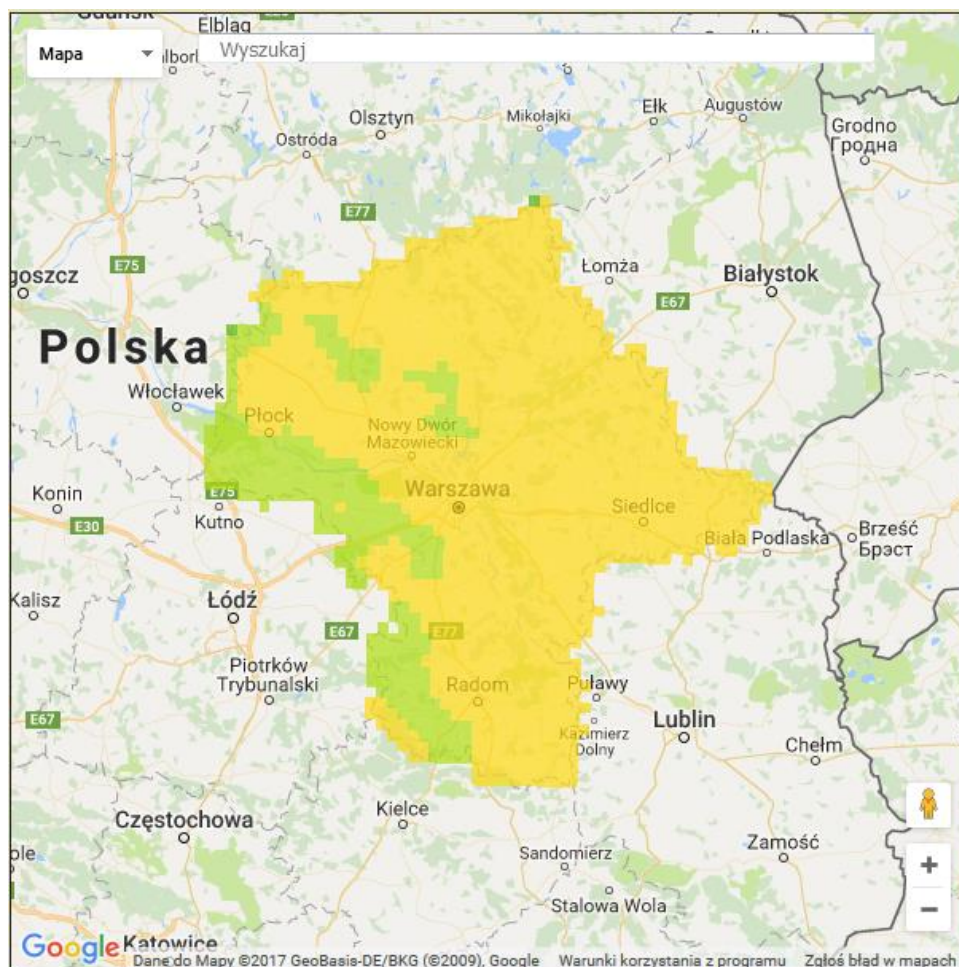 Gdańsk
Elbląg
Mapa
Wyszukaj
Olsztyn
Mikołajki
Ełk
Augustów
Ostróda
Grodno
Гродна
E77
E75
Łomża
Białystok
E67
Polska
Włocławek
Płock
Nowy Dwór
Mazowiecki
Konin
E75
Warszawa
Siedlce
Kutno
E30
Biała Podlaska
Brześć
Брэст
Kalisz
Łódź
E67
E77
Piotrków
Trybunalski
Radom
Puławy
E67
Kazimierz
Dolny
Lublin
Chełm
Kielce
Częstochowa
Zamość
Sandomierz
Stalowa Wola
+
−
Google
Katowice
Dane do Mapy ©2017 GeoBasis-DE/BKG (©2009), Google Warunki korzystania z programu Zgłoś błąd w mapach